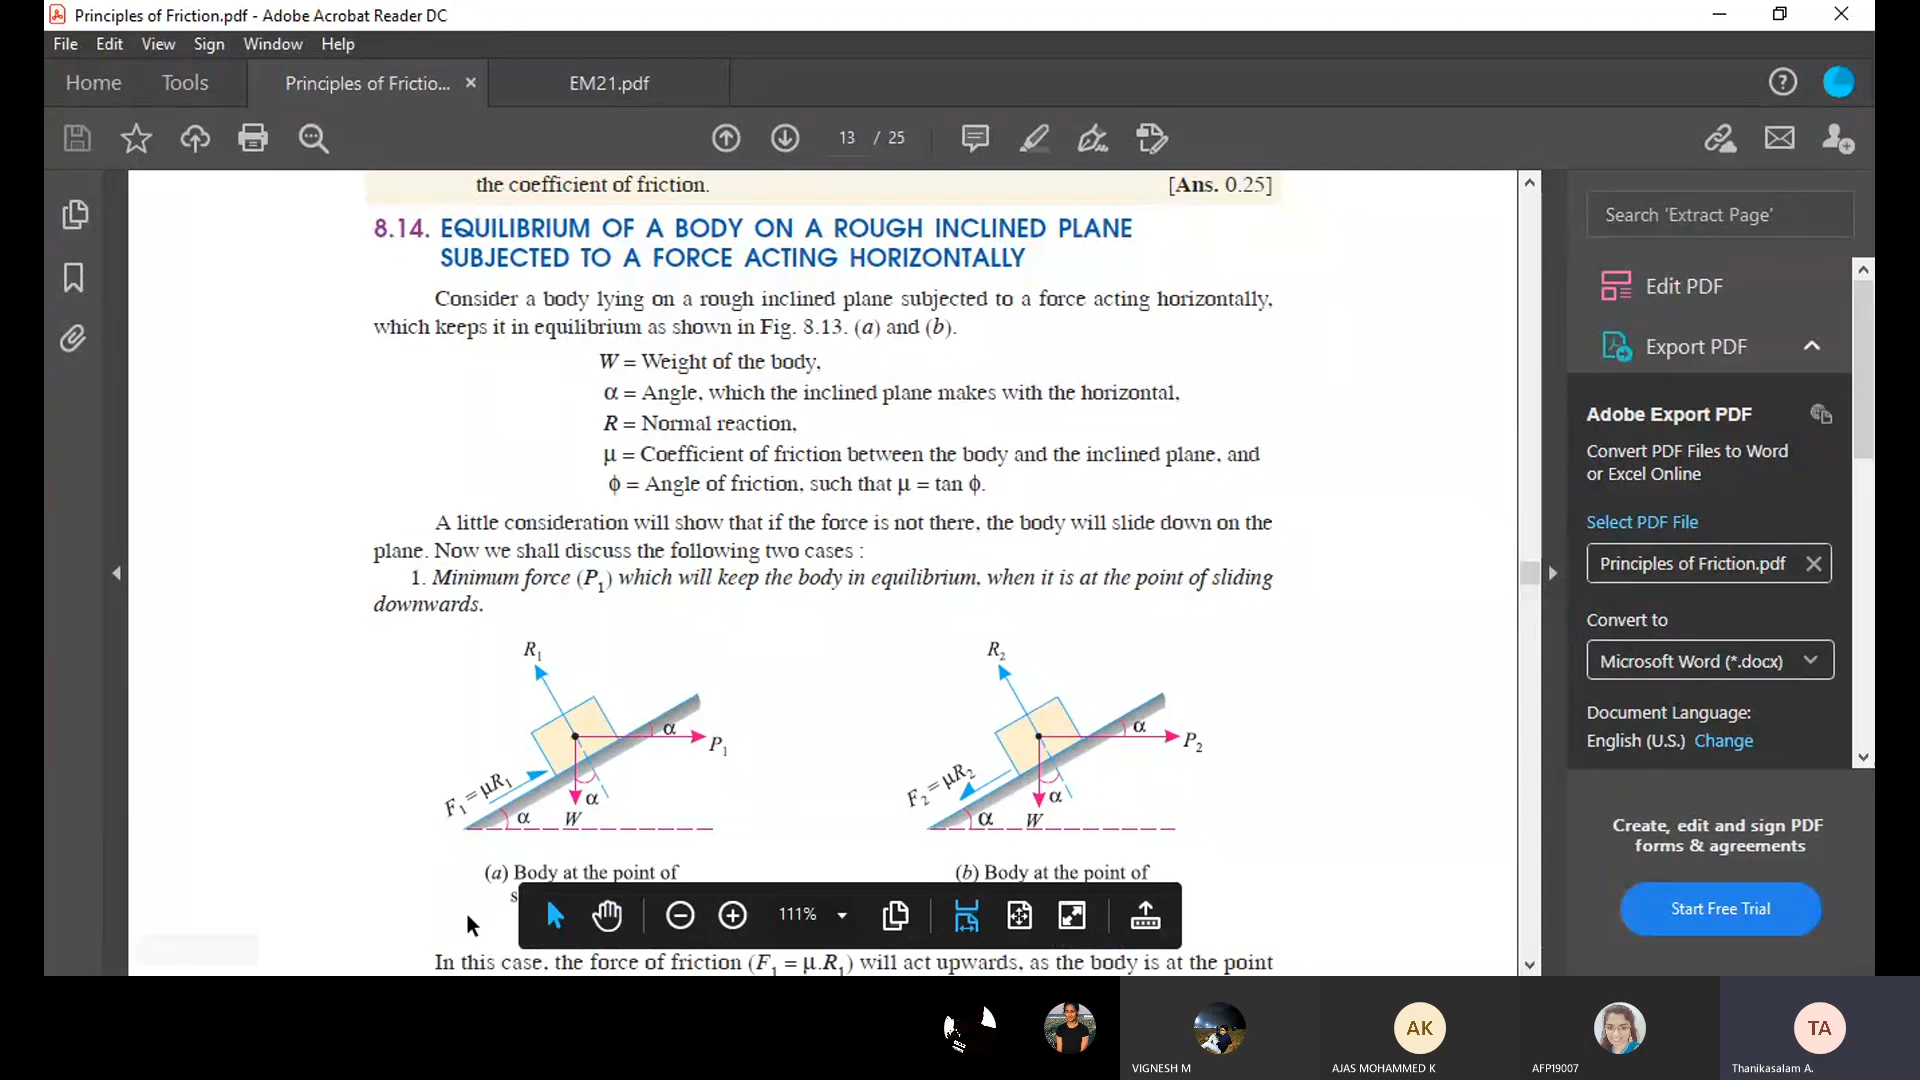 Principles of Friction.pdf - Adobe Acrobat Reader DC
File Edit View Sign Window Help
Home Tools Principles of Frictio... × EM21.pdf
13 / 25
the coefficient of friction. [Ans. 0.25]
8.14. EQUILIBRIUM OF A BODY ON A ROUGH INCLINED PLANE
SUBJECTED TO A FORCE ACTING HORIZONTALLY
Consider a body lying on a rough inclined plane subjected to a force acting horizontally,
which keeps it in equilibrium as shown in Fig. 8.13. (a) and (b).
W = Weight of the body,
α = Angle, which the inclined plane makes with the horizontal,
R = Normal reaction,
μ = Coefficient of friction between the body and the inclined plane, and
ϕ = Angle of friction, such that μ = tan ϕ.
A little consideration will show that if the force is not there, the body will slide down on the
plane. Now we shall discuss the following two cases :
1. Minimum force (P₁) which will keep the body in equilibrium, when it is at the point of sliding
downwards.
R₁
α
P₁
F₁ = μR₁
α
α
W
R₂
α
P₂
F₂ = μR₂
α
α
W
(a) Body at the point of
(b) Body at the point of
s
111%
In this case, the force of friction (F₁ = μ.R₁) will act upwards, as the body is at the point
Search 'Extract Page'
Edit PDF
Export PDF
Adobe Export PDF
Convert PDF Files to Word
or Excel Online
Select PDF File
Principles of Friction.pdf
Convert to
Microsoft Word (*.docx)
Document Language:
English (U.S.) Change
Create, edit and sign PDF
forms & agreements
Start Free Trial
AK
TA
VIGNESH M
AJAS MOHAMMED K
AFP19007
Thanikasalam A.